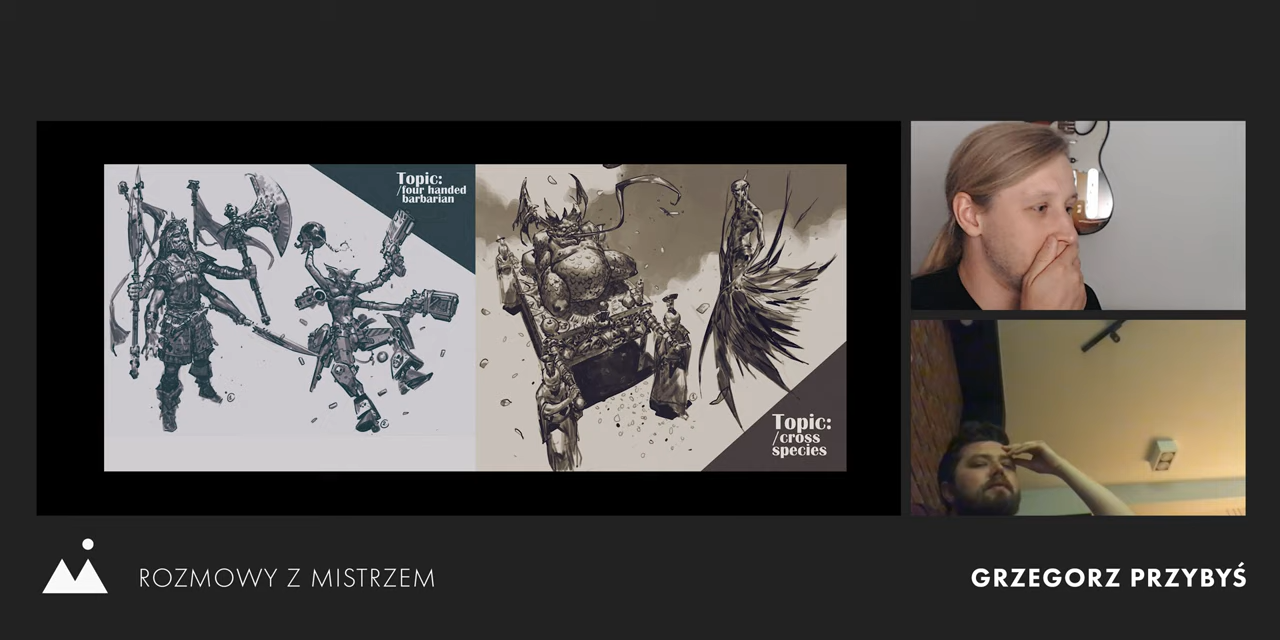 Topic:
/four handed
barbarian
Topic:
/cross
species
ROZMOWY Z MISTRZEM
GRZEGORZ PRZYBYŚ